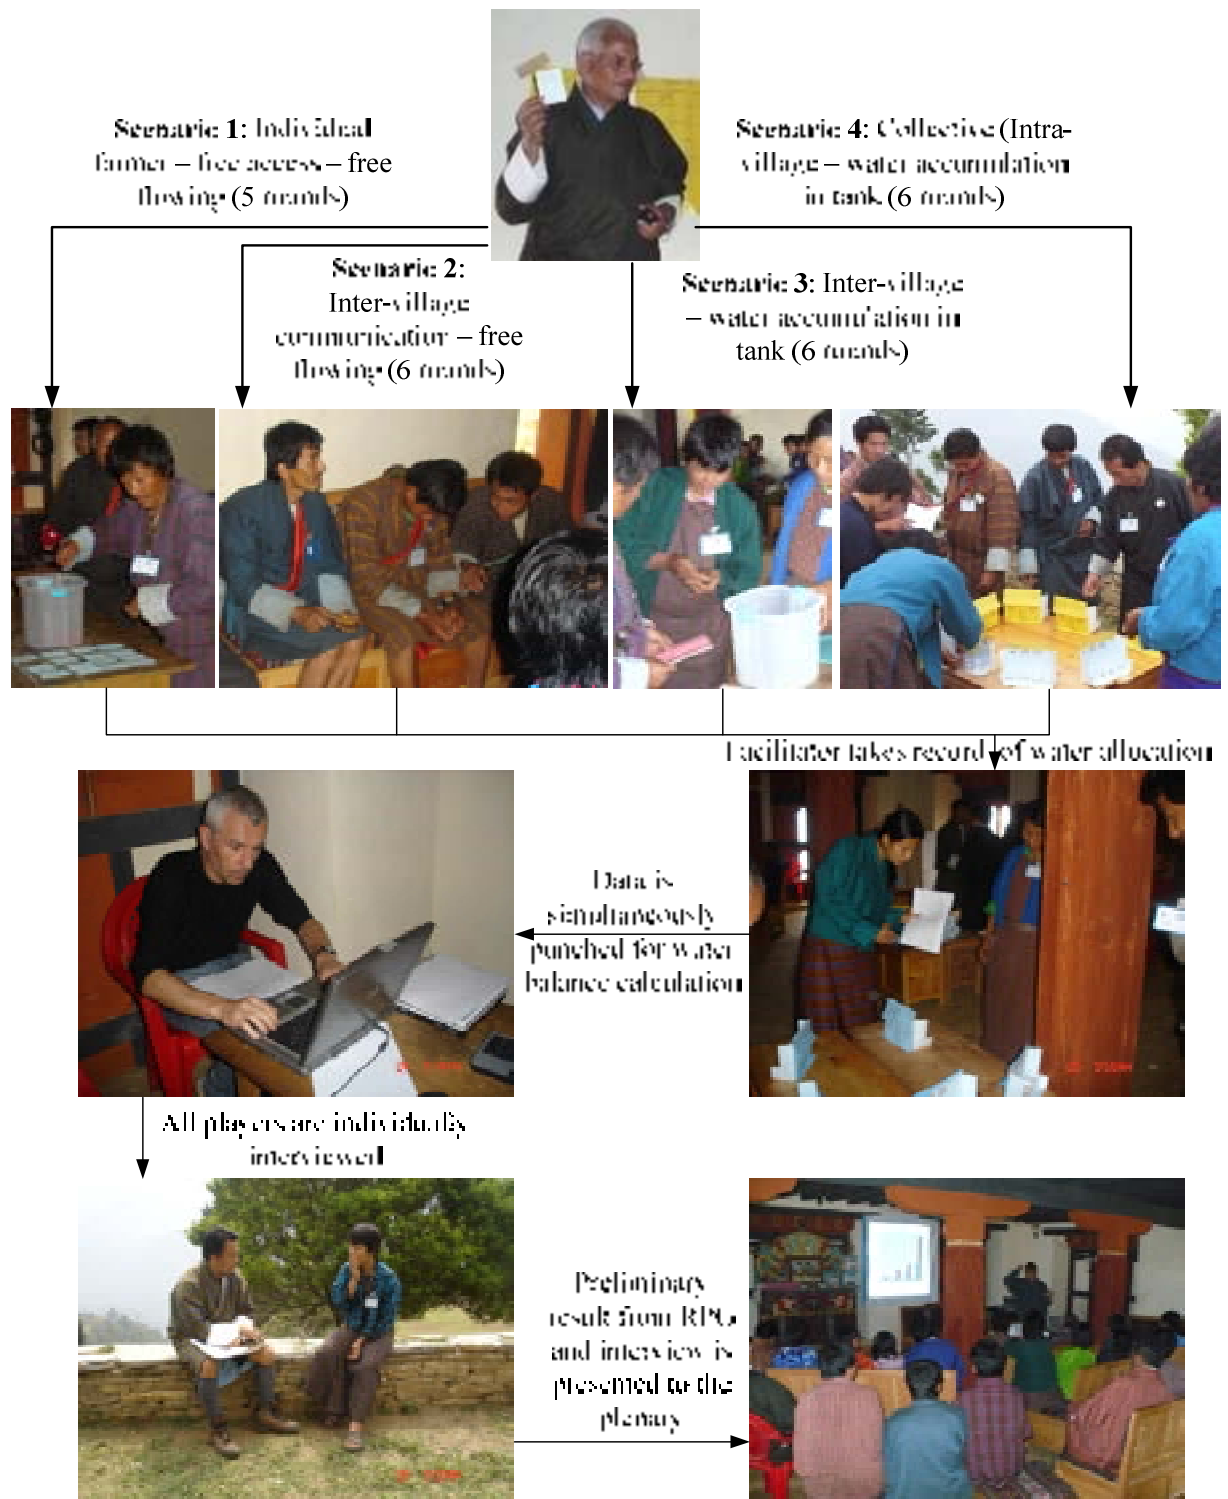 Scenario 1: Individual
farmer – free access – free
flowing (5 rounds)
Scenario 4: Collective (Intra-
village – water accumulation
in tank (6 rounds)
Scenario 2:
Inter-village
communication – free
flowing (6 rounds)
Scenario 3: Inter-village
– water accumulation in
tank (6 rounds)
Facilitator takes record of water allocation
Data is
simultaneously
punched for water
balance calculation
All players are individually
interviewed
Preliminary
result from RPG
and interview is
presented to the
plenary